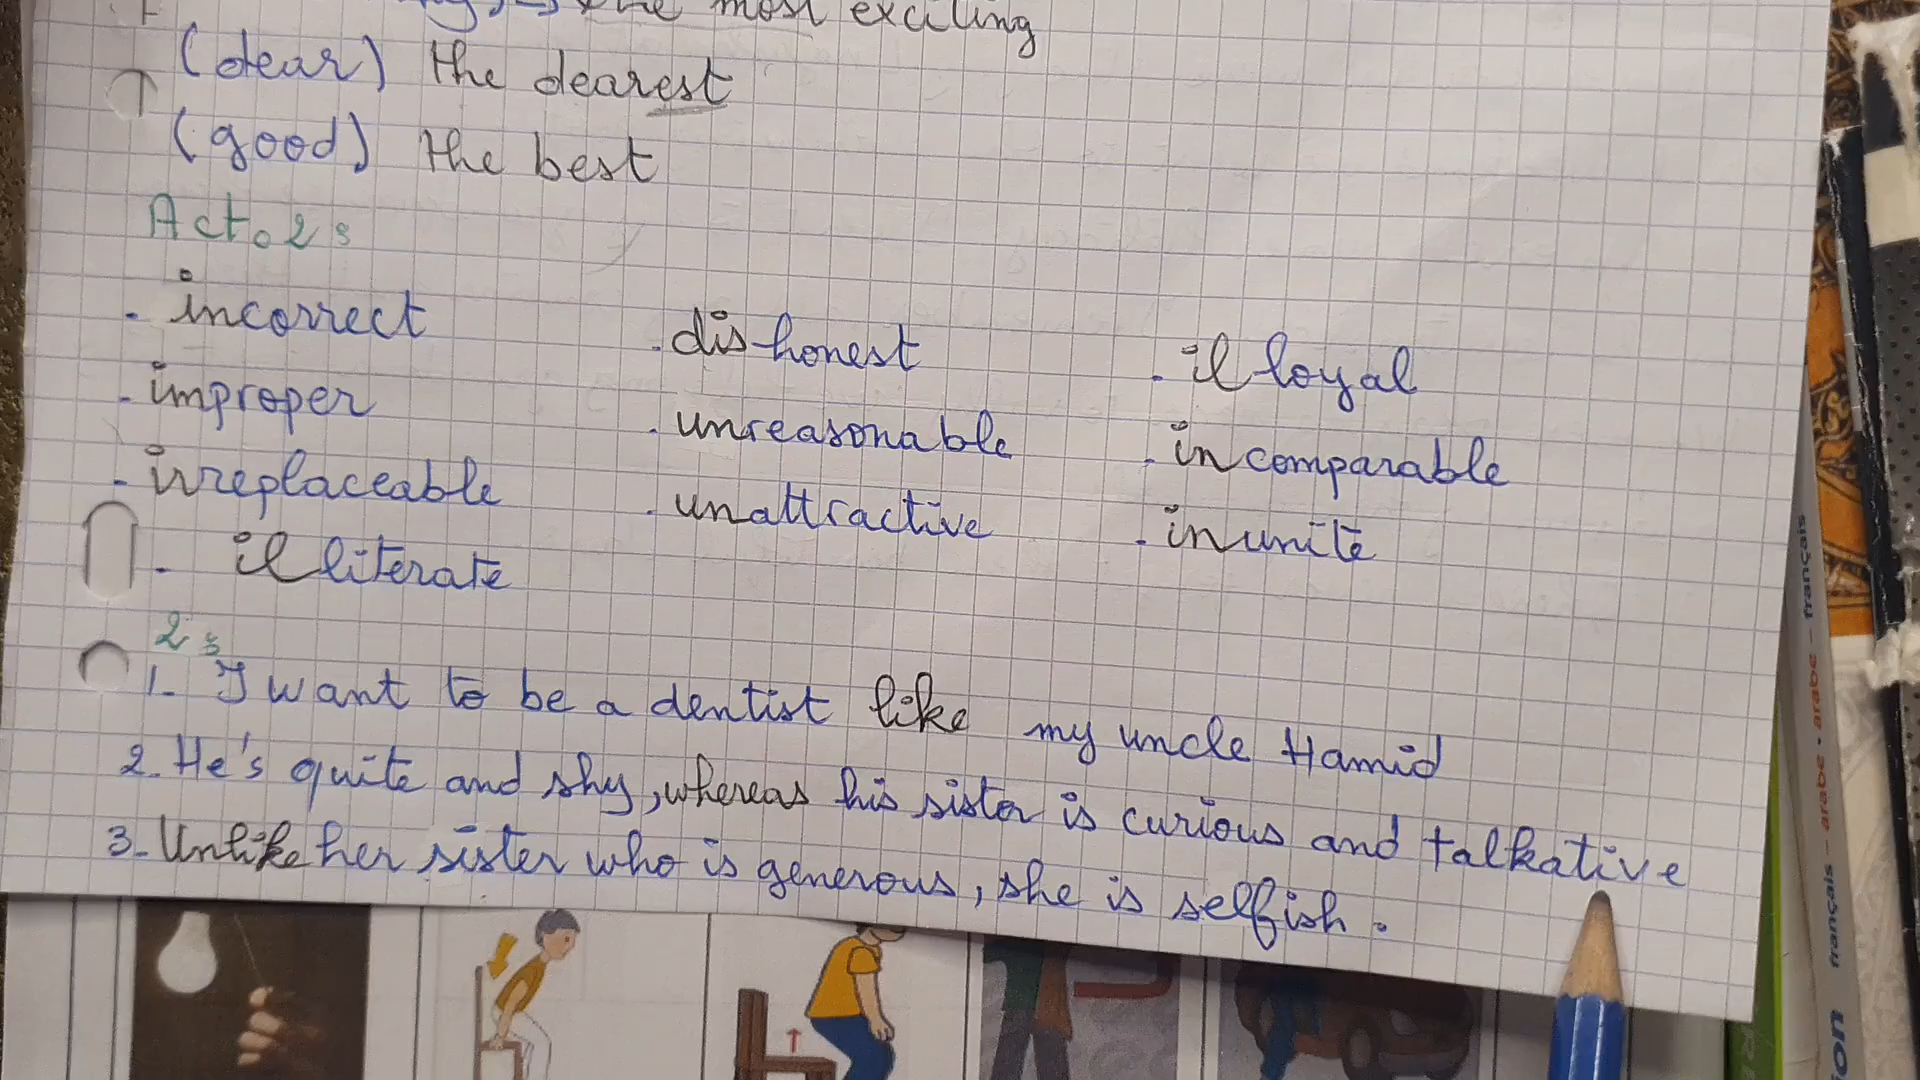 the most exciting
(dear) the dearest
(good) the best
Act 2:
- incorrect
- improper
- irreplaceable
- illiterate
- dishonest
- unreasonable
- unattractive
- illoyal
- incomparable
- inunite
2:
1- I want to be a dentist like my uncle Hamid
2- He's quite and shy, whereas his sister is curious and talkative
3- Unlike her sister who is generous, she is selfish.
français - arabe • arabe - français